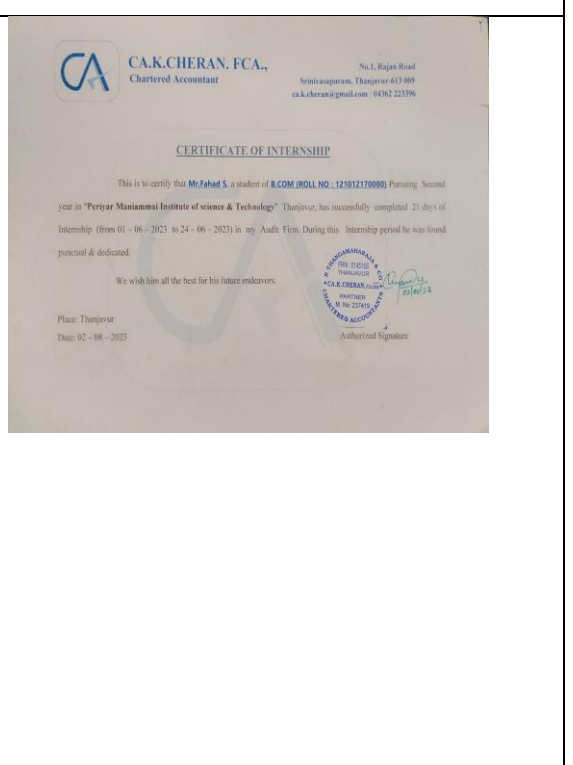 CA
CA.K.CHERAN. FCA.,
Chartered Accountant
No.1, Rajan Road
Srinivasapuram, Thanjavur-613 009
ca.k.cheran@gmail.com 04362 223396
CERTIFICATE OF INTERNSHIP
This is to certify that Mr.Fahad S, a student of B.COM (ROLL NO : 121012170080) Pursuing Second
year in "Periyar Maniammai Institute of science & Technology" Thanjavur, has successfully completed 21 days of
Internship (from 01 – 06 – 2023 to 24 – 06 – 2023) in my Audit Firm. During this Internship period he was found
punctual & dedicated.
We wish him all the best for his future endeavors.
THANGAMAHARAJA & CO
THANJAVUR
CA.K.CHERAN
PARTNER
M. No 237419
CHARTERED ACCOUNTANTS
Place: Thanjavur
Date: 02 – 08 – 2023
Authorized Signature